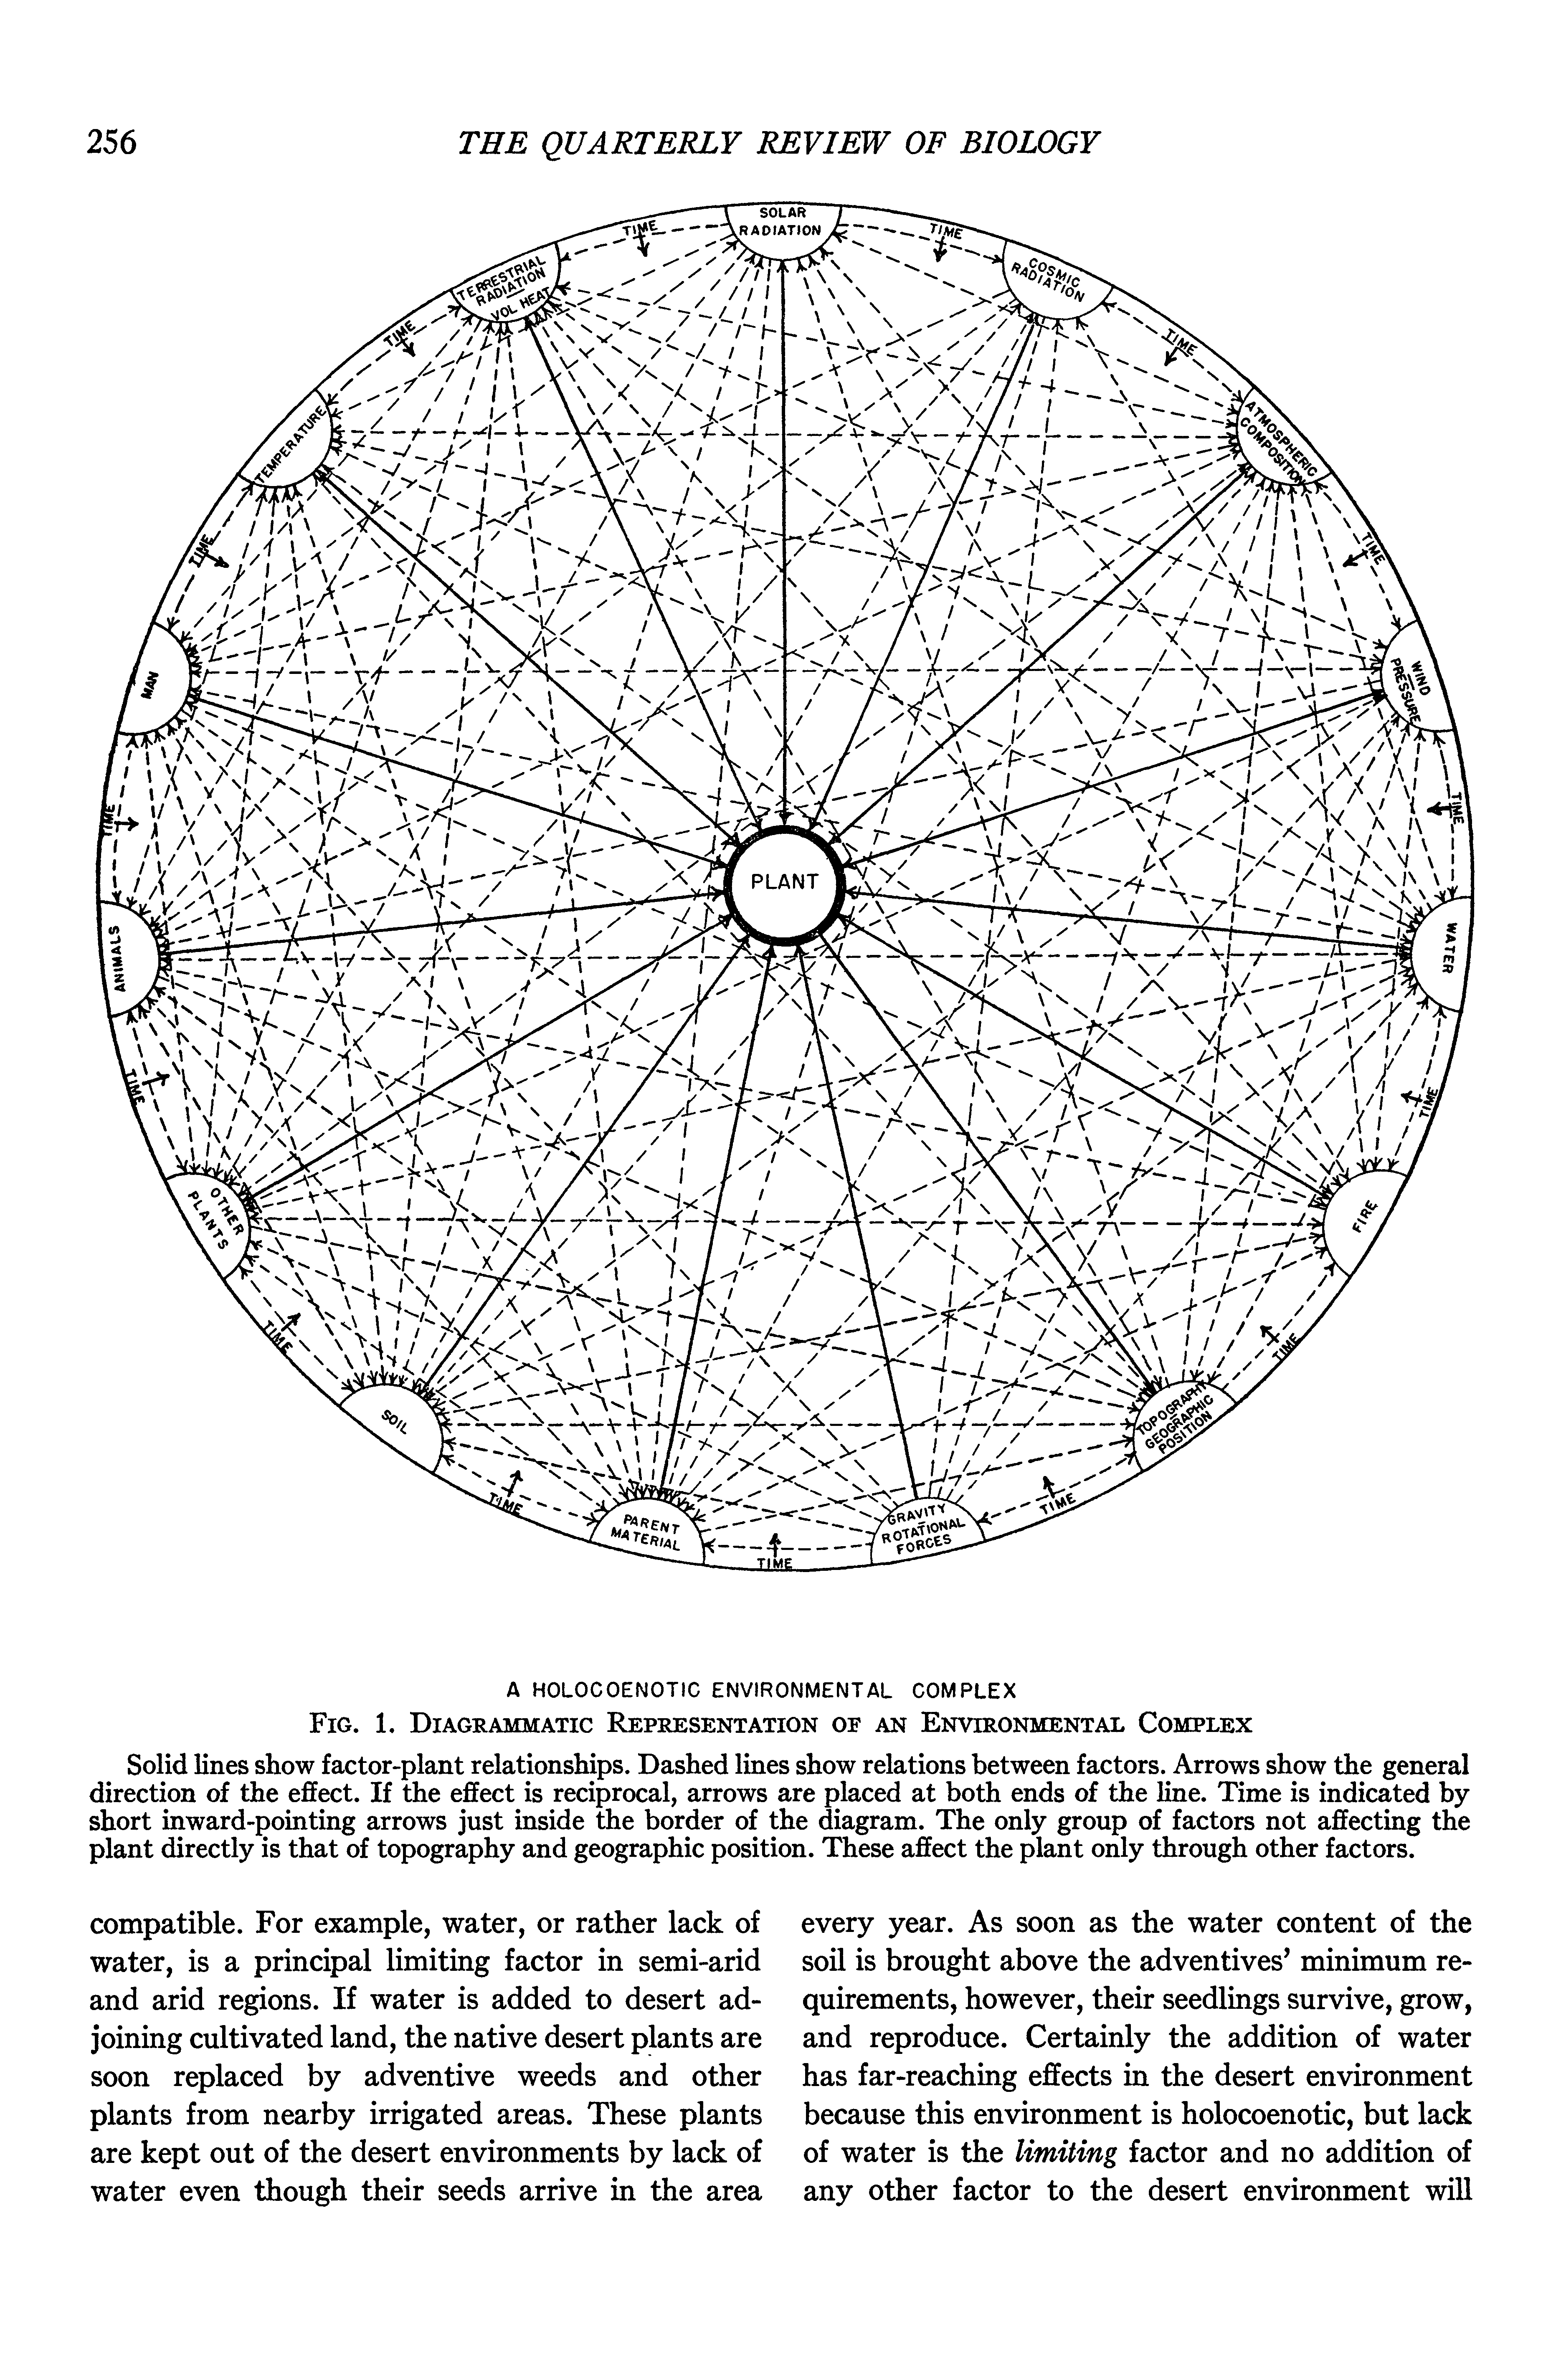 256
THE QUARTERLY REVIEW OF BIOLOGY
SOLAR
RADIATION
TIME
COSMIC
RADIATION
TIME
ATMOSPHERIC
COMPOSITION
TIME
WIND
PRESSURE
TIME
WATER
TIME
FIRE
TIME
TOPOGRAPHY
GEOGRAPHIC
POSITION
TIME
GRAVITY
ROTATIONAL
FORCES
TIME
PARENT
MATERIAL
TIME
SOIL
TIME
OTHER
PLANTS
TIME
ANIMALS
TIME
MAN
TIME
TEMPERATURE
TIME
TERRESTRIAL
RADIATION
VOL HEAT
TIME
PLANT
A HOLOCOENOTIC ENVIRONMENTAL COMPLEX
FIG. 1. DIAGRAMMATIC REPRESENTATION OF AN ENVIRONMENTAL COMPLEX
Solid lines show factor-plant relationships. Dashed lines show relations between factors. Arrows show the general
direction of the effect. If the effect is reciprocal, arrows are placed at both ends of the line. Time is indicated by
short inward-pointing arrows just inside the border of the diagram. The only group of factors not affecting the
plant directly is that of topography and geographic position. These affect the plant only through other factors.
compatible. For example, water, or rather lack of
water, is a principal limiting factor in semi-arid
and arid regions. If water is added to desert ad-
joining cultivated land, the native desert plants are
soon replaced by adventive weeds and other
plants from nearby irrigated areas. These plants
are kept out of the desert environments by lack of
water even though their seeds arrive in the area
every year. As soon as the water content of the
soil is brought above the adventives' minimum re-
quirements, however, their seedlings survive, grow,
and reproduce. Certainly the addition of water
has far-reaching effects in the desert environment
because this environment is holocoenotic, but lack
of water is the limiting factor and no addition of
any other factor to the desert environment will